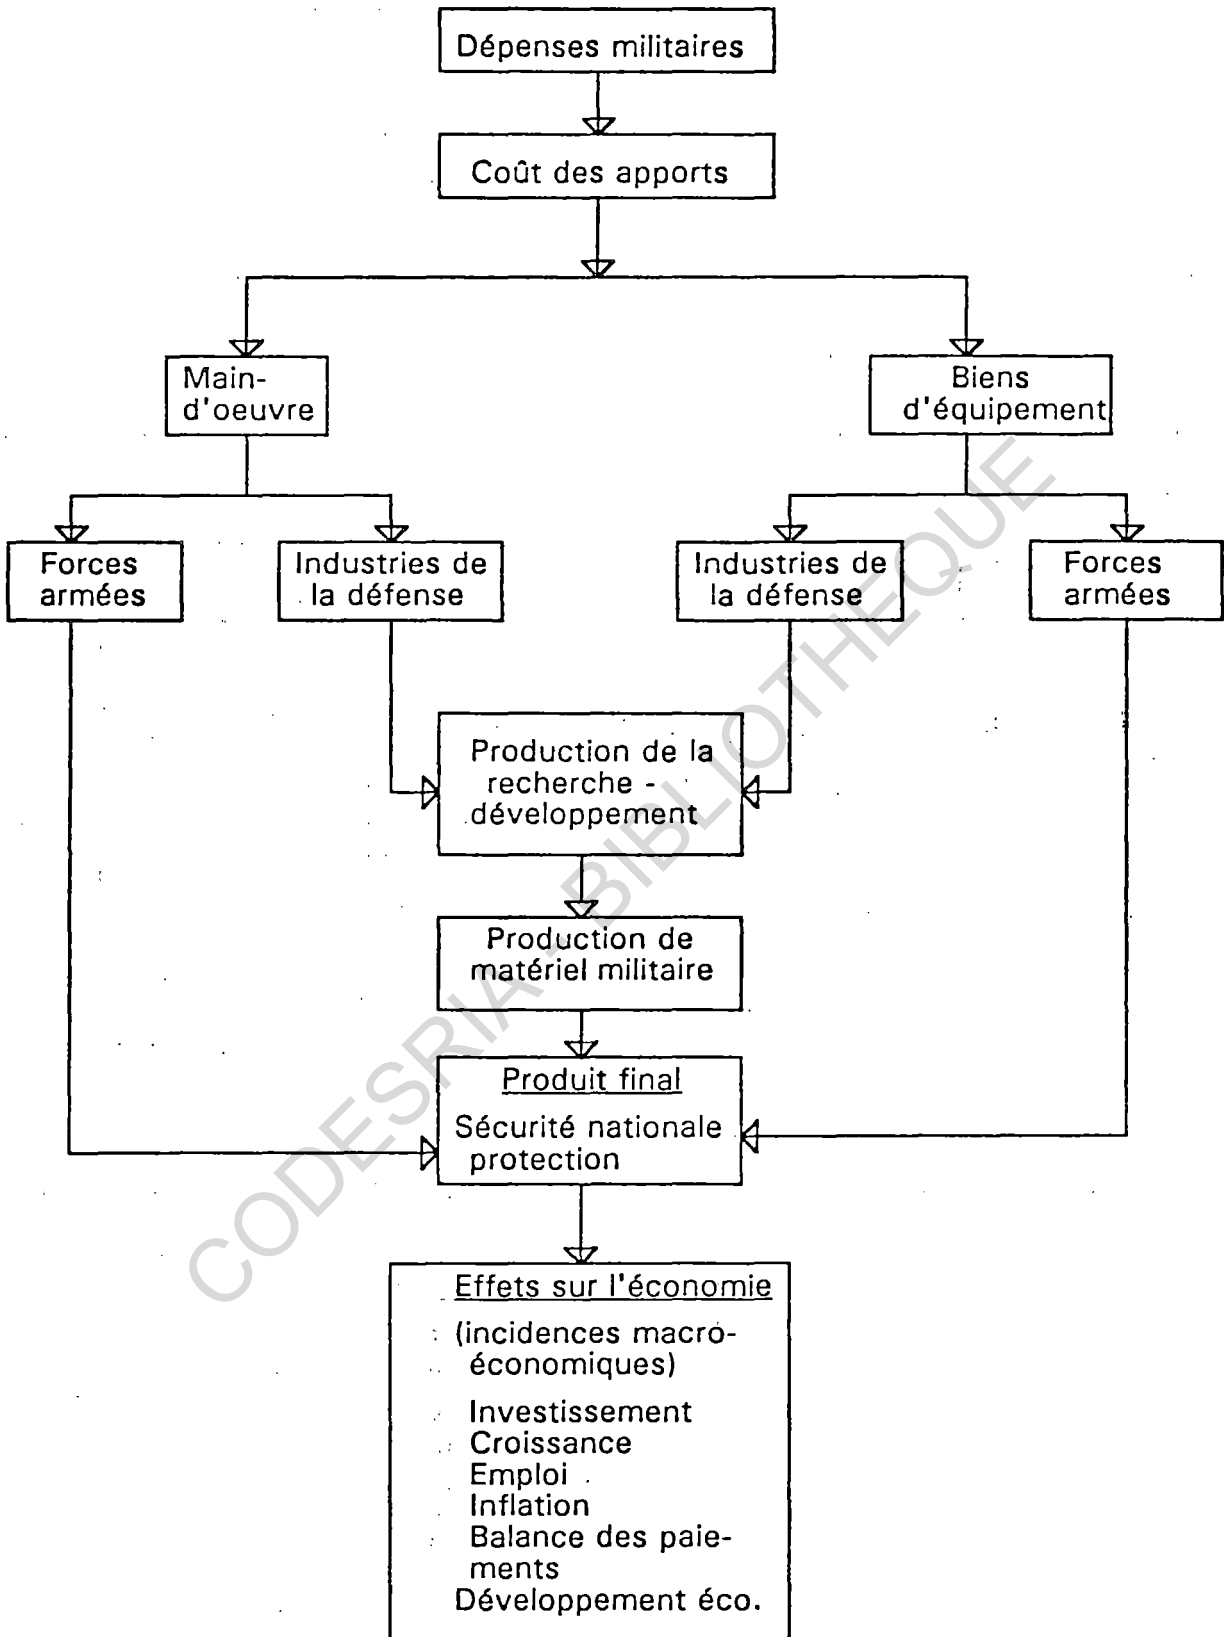 Dépenses militaires
Coût des apports
Main-
d'oeuvre
Biens
d'équipement
Forces
armées
Industries de
la défense
Industries de
la défense
Forces
armées
Production de la
recherche -
développement
Production de
matériel militaire
Produit final
Sécurité nationale
protection
Effets sur l'économie
(incidences macro-
économiques)
Investissement
Croissance
Emploi
Inflation
Balance des paie-
ments
Développement éco.
CODESRIA - BIBLIOTHEQUE